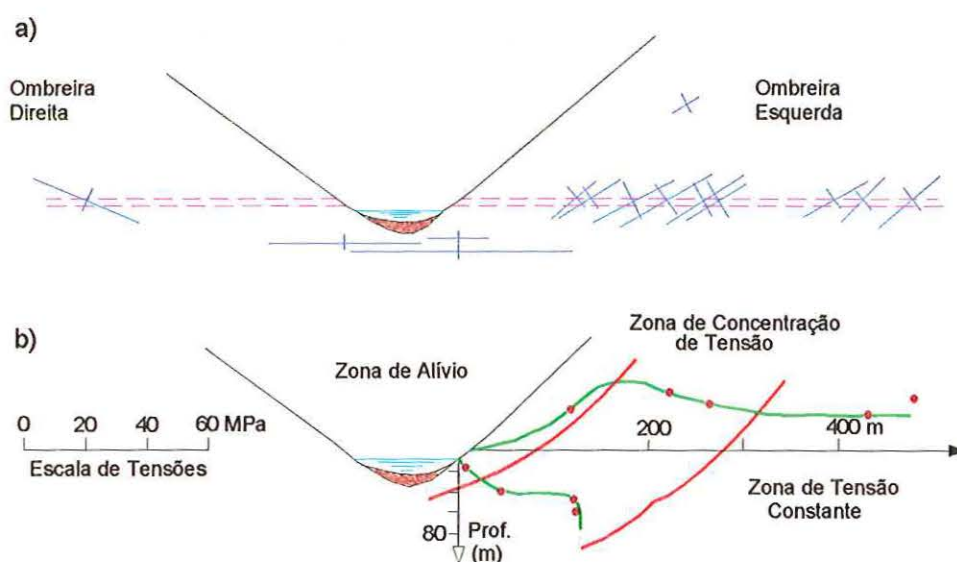 a)
Ombreira
Direita
Ombreira
Esquerda
b)
Zona de Concentração
de Tensão
Zona de Alívio
0 20 40 60 MPa
200 400 m
Escala de Tensões
Zona de Tensão
Constante
80
Prof.
(m)